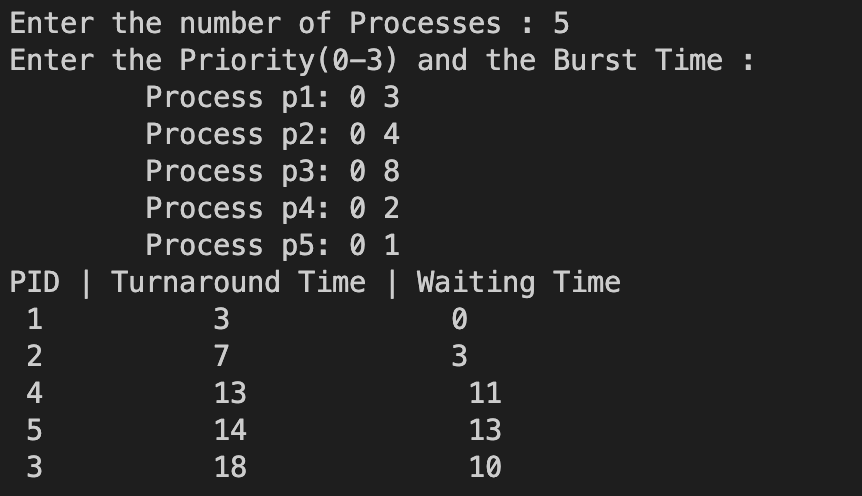 Enter the number of Processes : 5
Enter the Priority(0-3) and the Burst Time :
Process p1: 0 3
Process p2: 0 4
Process p3: 0 8
Process p4: 0 2
Process p5: 0 1
PID | Turnaround Time | Waiting Time
1 3 0
2 7 3
4 13 11
5 14 13
3 18 10